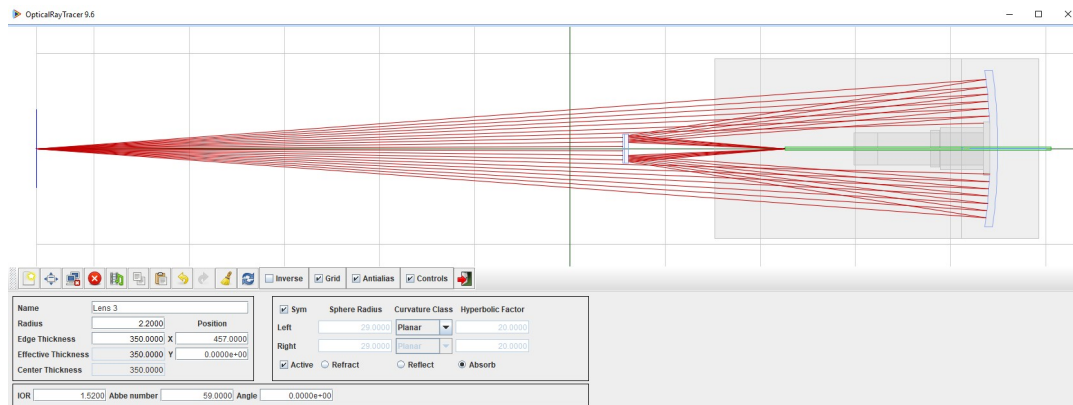 OpticalRayTracer 9.6
Inverse Grid Antialias Controls
Name Lens 3
Radius 2.2000 Position
Edge Thickness 350.0000 X 457.0000
Effective Thickness 350.0000 Y 0.0000e+00
Center Thickness 350.0000
Sym Sphere Radius Curvature Class Hyperbolic Factor
Left 29.0000 Planar 20.0000
Right 29.0000 Planar 20.0000
Active Refract Reflect Absorb
IOR 1.5200 Abbe number 59.0000 Angle 0.0000e+00